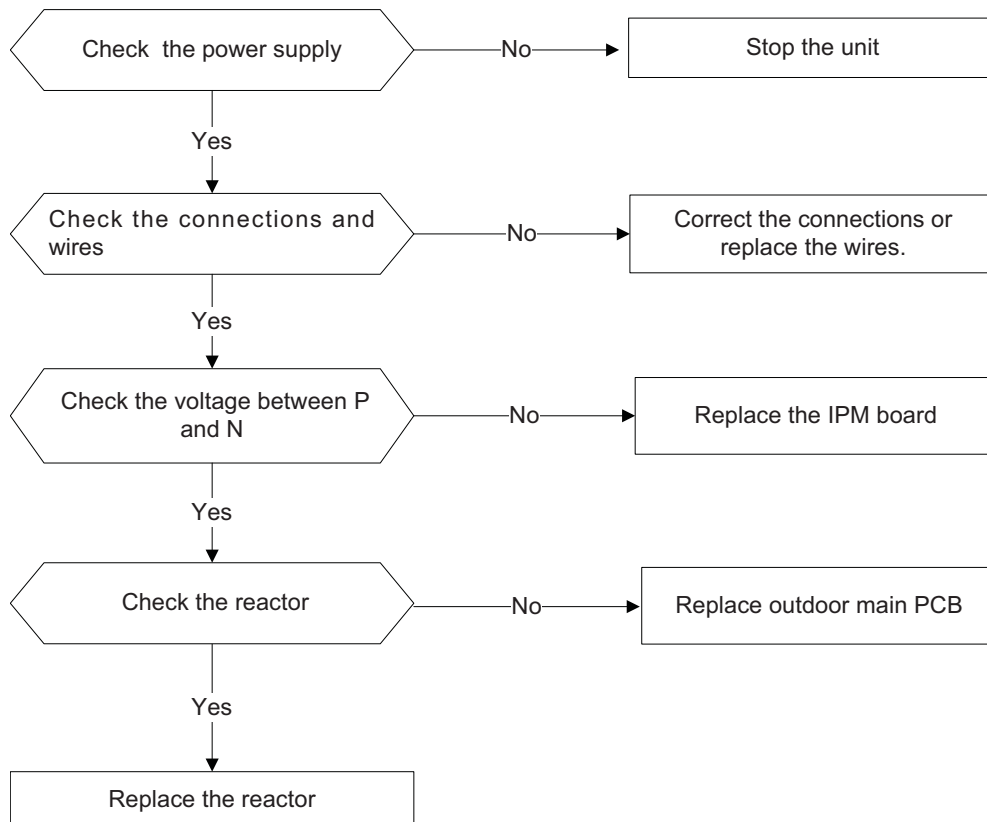 Check the power supply
No
Stop the unit
Yes
Check the connections and
wires
No
Correct the connections or
replace the wires.
Yes
Check the voltage between P
and N
No
Replace the IPM board
Yes
Check the reactor
No
Replace outdoor main PCB
Yes
Replace the reactor